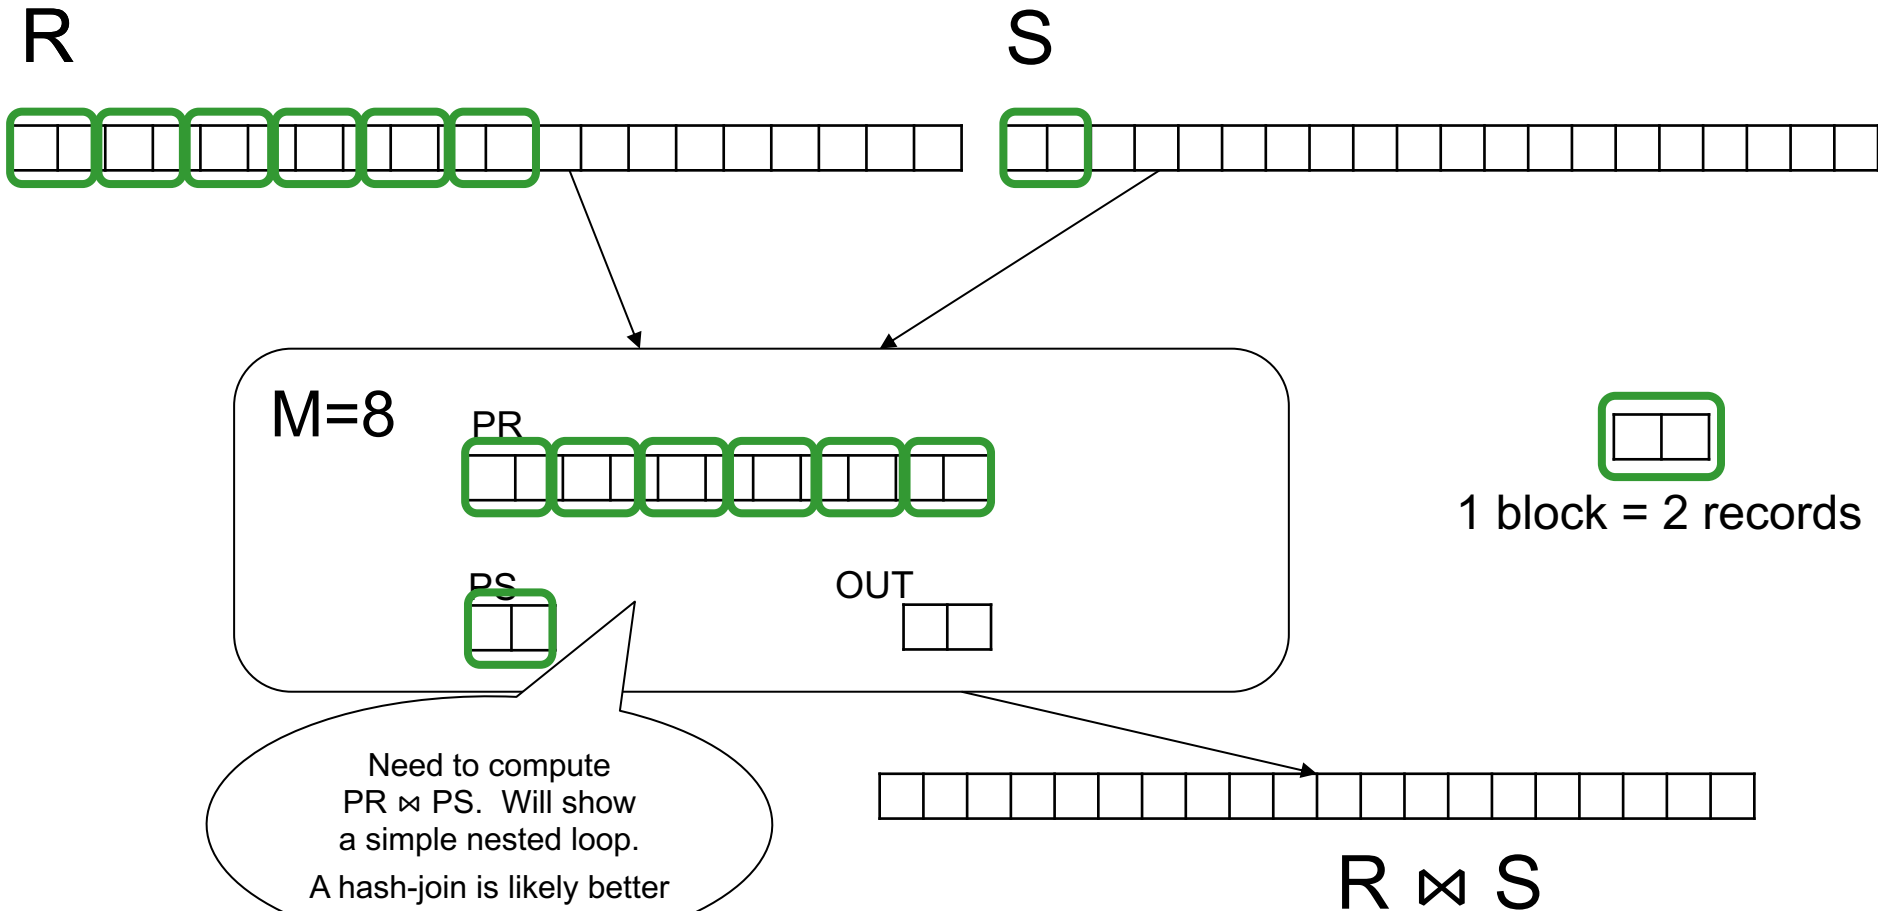 R
S
M=8
PR
1 block = 2 records
PS
OUT
Need to compute
PR ⋈ PS.  Will show
a simple nested loop.
A hash-join is likely better
R ⋈ S